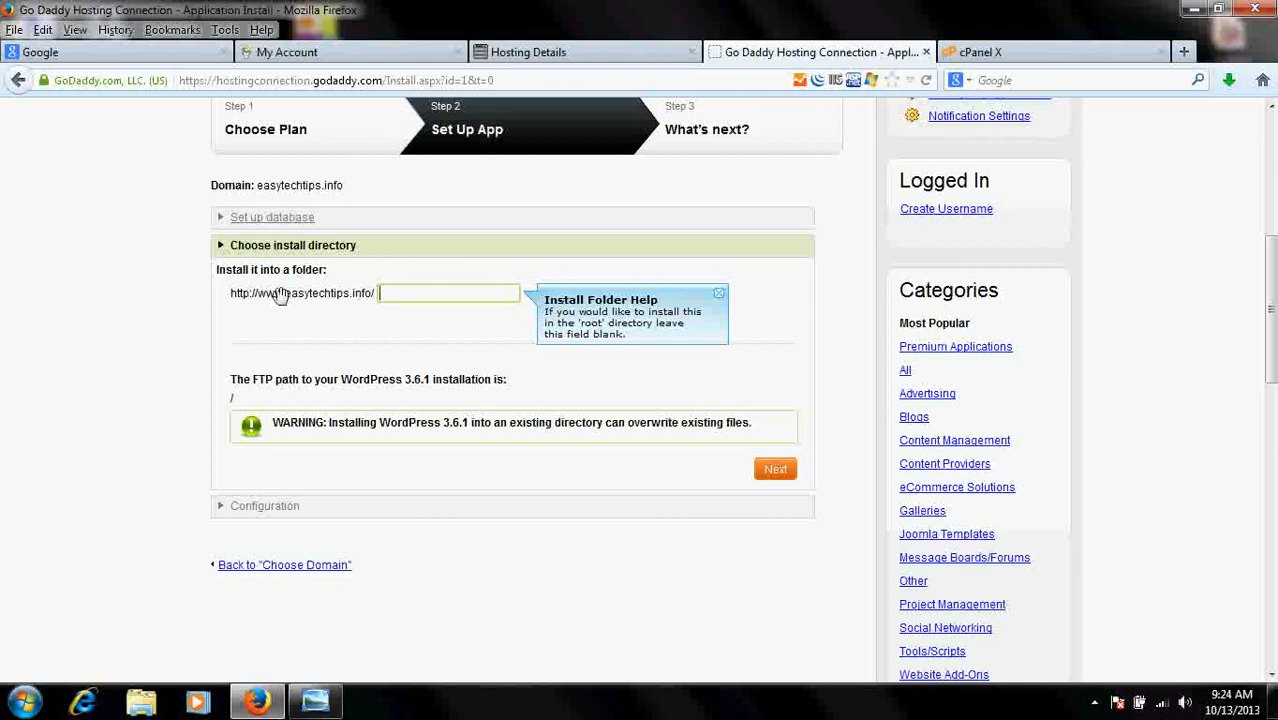 Go Daddy Hosting Connection - Application Install - Mozilla Firefox
File Edit View History Bookmarks Tools Help
Google
My Account
Hosting Details
Go Daddy Hosting Connection - Appl...
cPanel X
GoDaddy.com, LLC. (US)
https://hostingconnection.godaddy.com/Install.aspx?id=1&t=0
Google
Step 1
Choose Plan
Step 2
Set Up App
Step 3
What's next?
Notification Settings
Domain: easytechtips.info
Logged In
Create Username
Set up database
Choose install directory
Install it into a folder:
http://www.easytechtips.info/
Install Folder Help
If you would like to install this
in the 'root' directory leave
this field blank.
The FTP path to your WordPress 3.6.1 installation is:
/
WARNING: Installing WordPress 3.6.1 into an existing directory can overwrite existing files.
Next
Configuration
Back to "Choose Domain"
Categories
Most Popular
Premium Applications
All
Advertising
Blogs
Content Management
Content Providers
eCommerce Solutions
Galleries
Joomla Templates
Message Boards/Forums
Other
Project Management
Social Networking
Tools/Scripts
Website Add-Ons
9:24 AM
10/13/2013